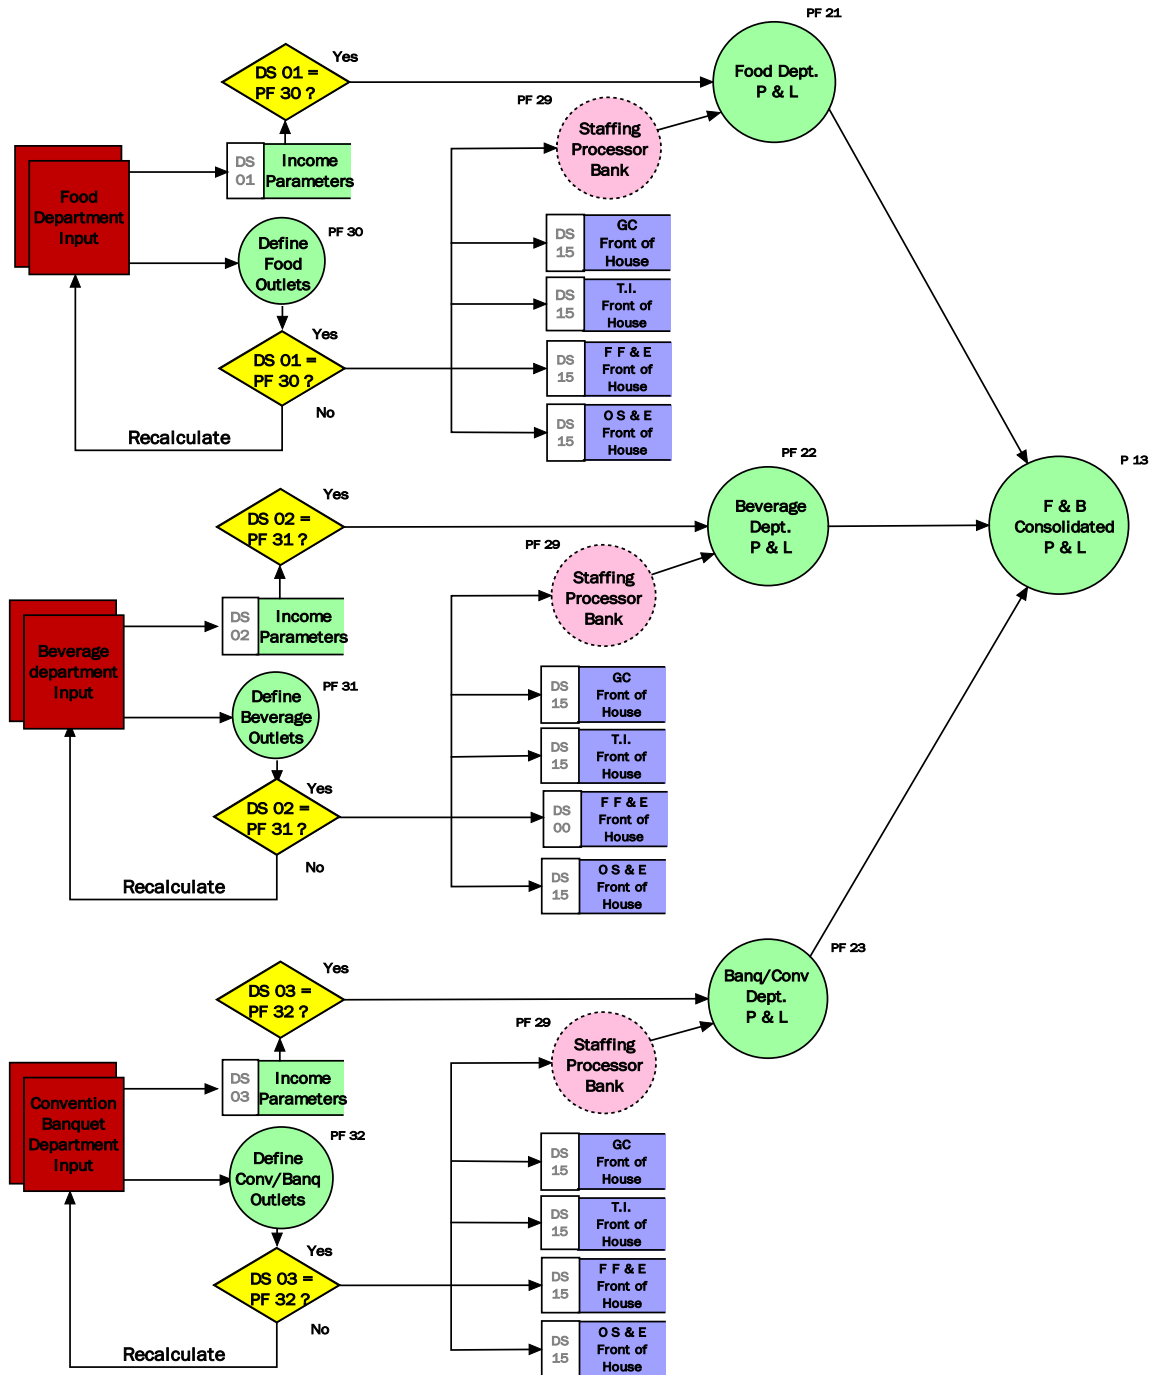 PF 21
Food Dept.
P & L
Yes
DS 01 =
PF 30 ?
PF 29
Staffing
Processor
Bank
DS
01
Income
Parameters
Food
Department
Input
PF 30
Define
Food
Outlets
DS
15
GC
Front of
House
DS
15
T.I.
Front of
House
Yes
DS 01 =
PF 30 ?
No
DS
15
F F & E
Front of
House
DS
15
O S & E
Front of
House
Recalculate
PF 22
Beverage
Dept.
P & L
P 13
F & B
Consolidated
P & L
Yes
DS 02 =
PF 31 ?
PF 29
Staffing
Processor
Bank
DS
02
Income
Parameters
Beverage
department
Input
PF 31
Define
Beverage
Outlets
DS
15
GC
Front of
House
DS
15
T.I.
Front of
House
Yes
DS 02 =
PF 31 ?
No
DS
00
F F & E
Front of
House
DS
15
O S & E
Front of
House
Recalculate
PF 23
Banq/Conv
Dept.
P & L
Yes
DS 03 =
PF 32 ?
PF 29
Staffing
Processor
Bank
DS
03
Income
Parameters
Convention
Banquet
Department
Input
PF 32
Define
Conv/Banq
Outlets
DS
15
GC
Front of
House
DS
15
T.I.
Front of
House
Yes
DS 03 =
PF 32 ?
No
DS
15
F F & E
Front of
House
DS
15
O S & E
Front of
House
Recalculate